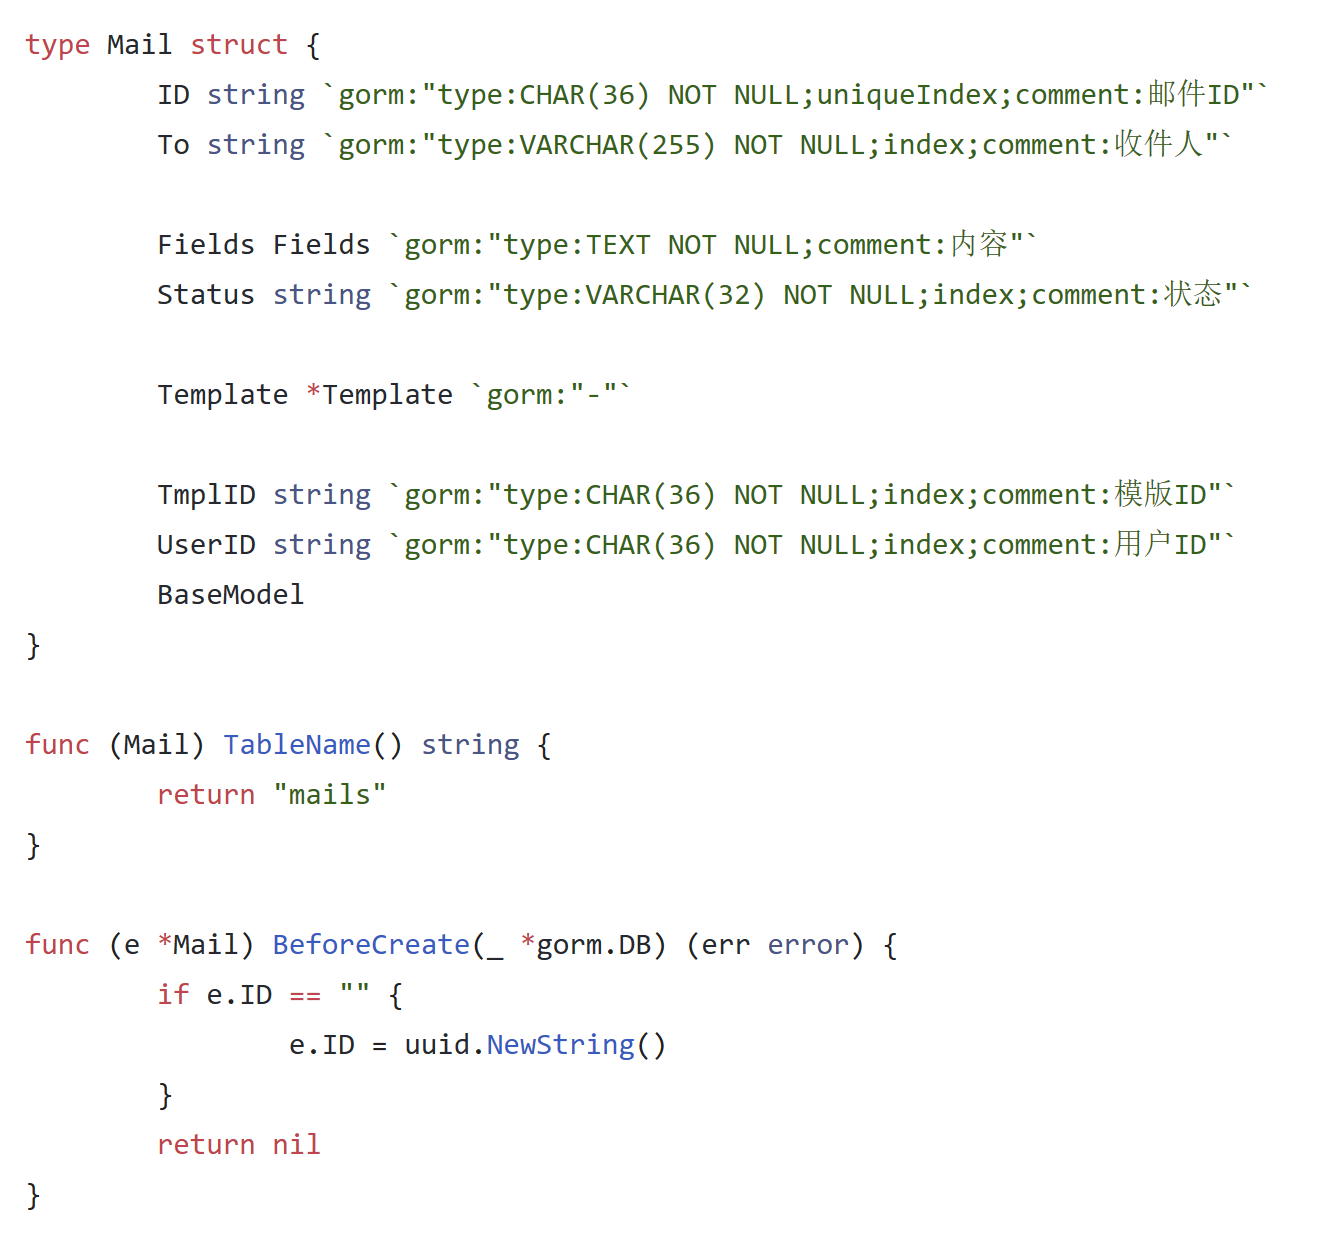 type Mail struct {
        ID string `gorm:"type:CHAR(36) NOT NULL;uniqueIndex;comment:邮件ID"`
        To string `gorm:"type:VARCHAR(255) NOT NULL;index;comment:收件人"`

        Fields Fields `gorm:"type:TEXT NOT NULL;comment:内容"`
        Status string `gorm:"type:VARCHAR(32) NOT NULL;index;comment:状态"`

        Template *Template `gorm:"-"`

        TmplID string `gorm:"type:CHAR(36) NOT NULL;index;comment:模版ID"`
        UserID string `gorm:"type:CHAR(36) NOT NULL;index;comment:用户ID"`
        BaseModel
}

func (Mail) TableName() string {
        return "mails"
}

func (e *Mail) BeforeCreate(_ *gorm.DB) (err error) {
        if e.ID == "" {
                e.ID = uuid.NewString()
        }
        return nil
}